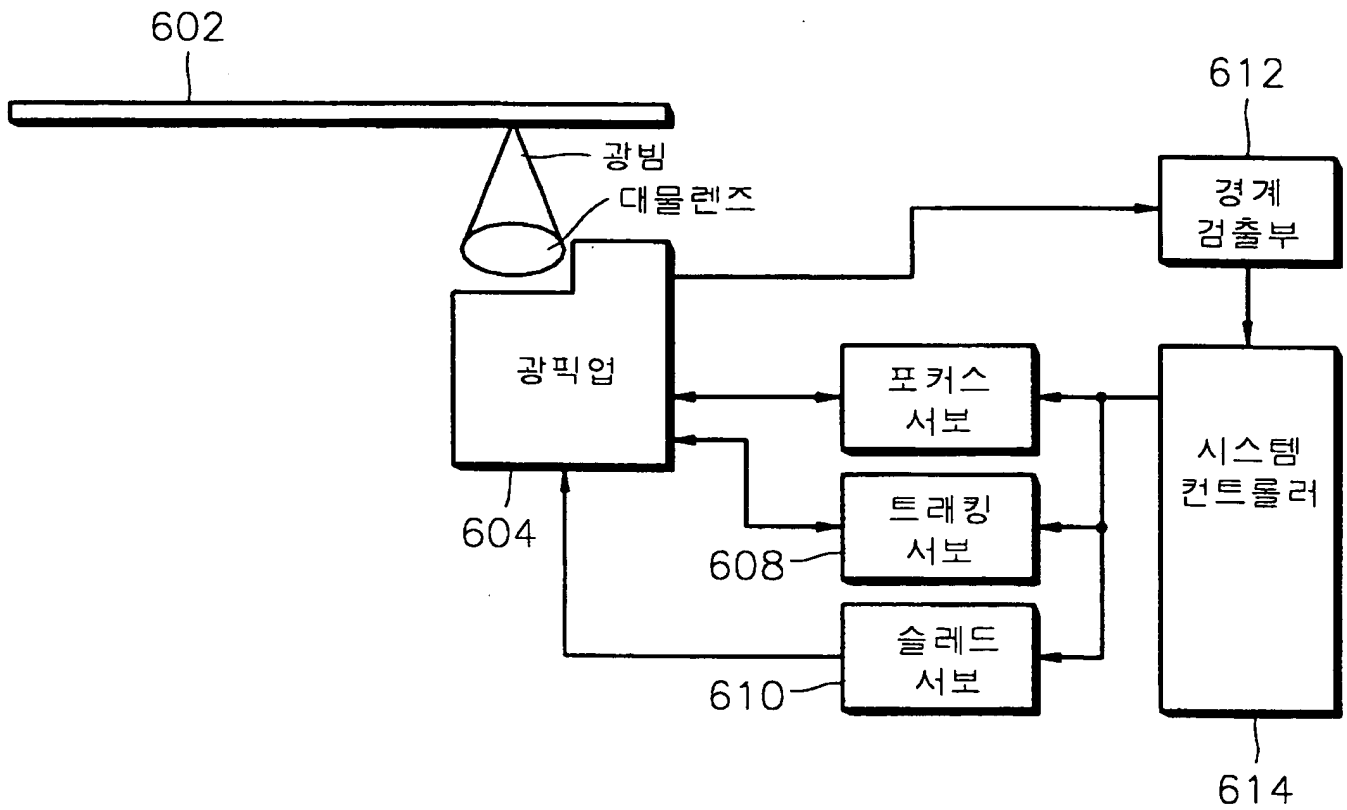 602
612
광빔
대물렌즈
경계
검출부
광픽업
포커스
서보
시스템
컨트롤러
604
트래킹
서보
608
슬레드
서보
610
614